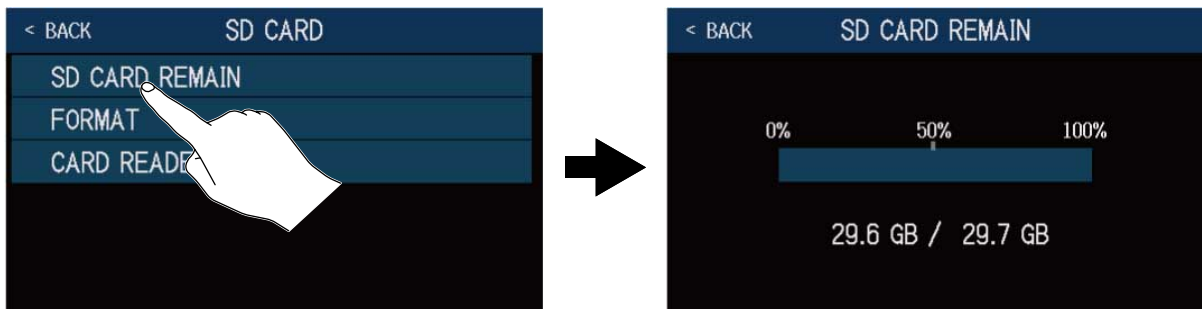 < BACK SD CARD
SD CARD REMAIN
FORMAT
CARD READE
< BACK SD CARD REMAIN
0% 50% 100%
29.6 GB / 29.7 GB